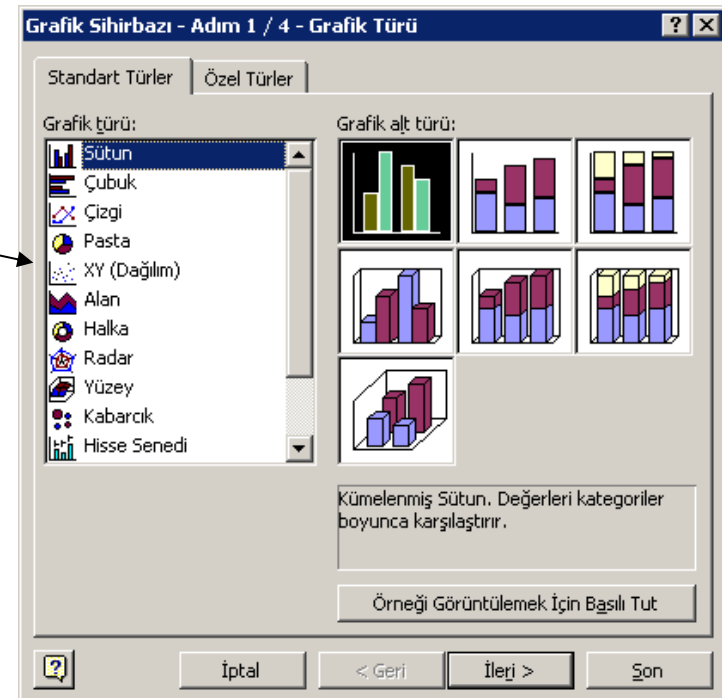 Grafik Sihirbazı - Adım 1 / 4 - Grafik Türü
Standart Türler
Özel Türler
Grafik türü:
Sütun
Çubuk
Çizgi
Pasta
XY (Dağılım)
Alan
Halka
Radar
Yüzey
Kabarcık
Hisse Senedi
Grafik alt türü:
Kümelenmiş Sütun. Değerleri kategoriler
boyunca karşılaştırır.
Örneği Görüntülemek İçin Basılı Tut
İptal
< Geri
İleri >
Son